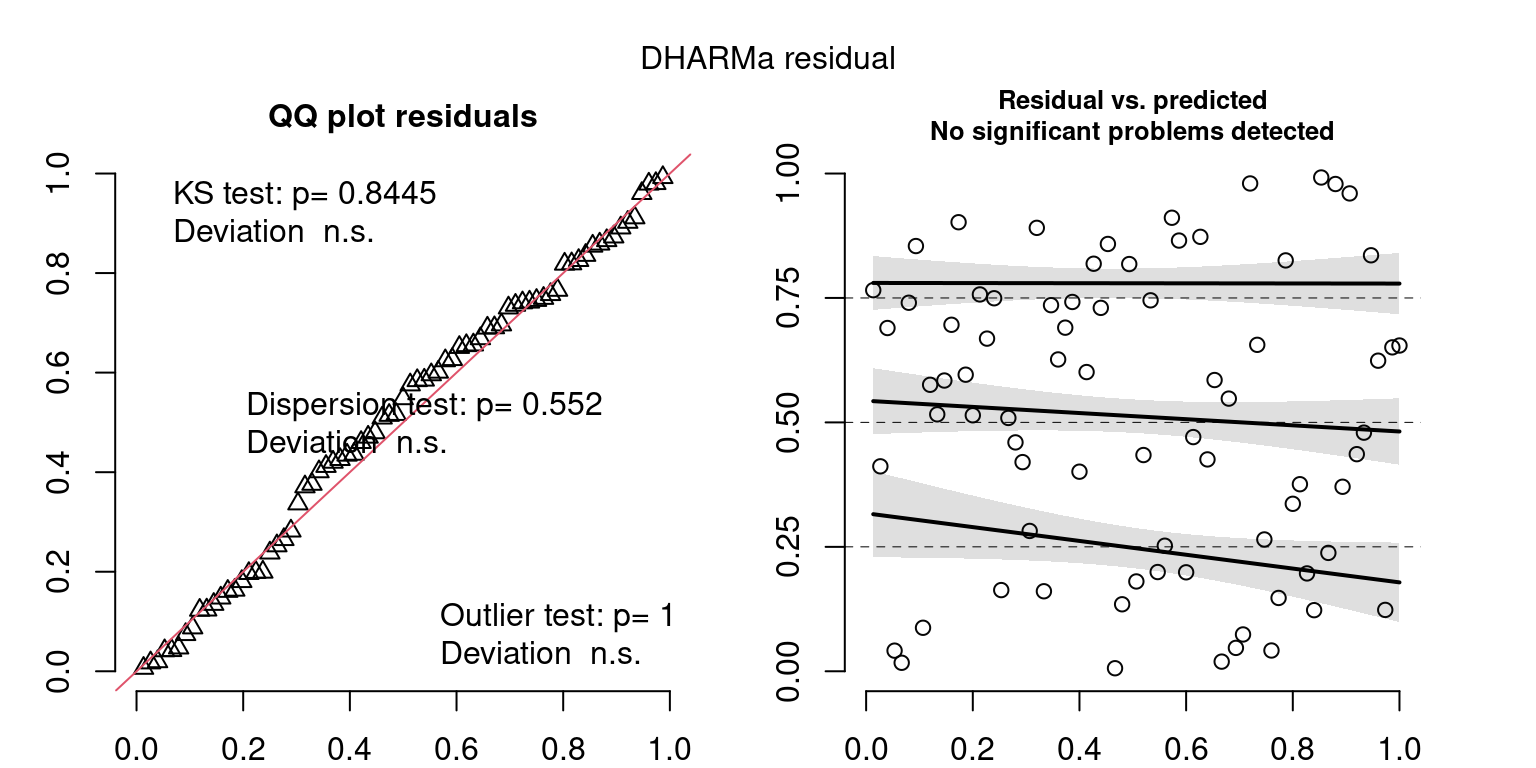 DHARMa residual
QQ plot residuals
KS test: p= 0.8445
Deviation n.s.
Dispersion test: p= 0.552
Deviation n.s.
Outlier test: p= 1
Deviation n.s.
1.0
0.8
0.6
0.4
0.2
0.0
0.0 0.2 0.4 0.6 0.8 1.0
Residual vs. predicted
No significant problems detected
1.00
0.75
0.50
0.25
0.00
0.0 0.2 0.4 0.6 0.8 1.0